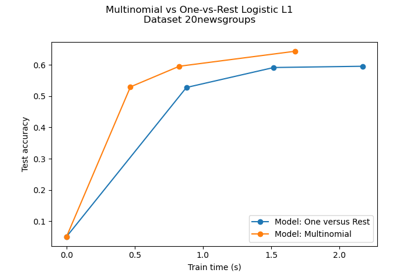 Multinomial vs One-vs-Rest Logistic L1
Dataset 20newsgroups
0.6
0.5
0.4
0.3
0.2
0.1
Test accuracy
Model: One versus Rest
Model: Multinomial
0.0 0.5 1.0 1.5 2.0
Train time (s)